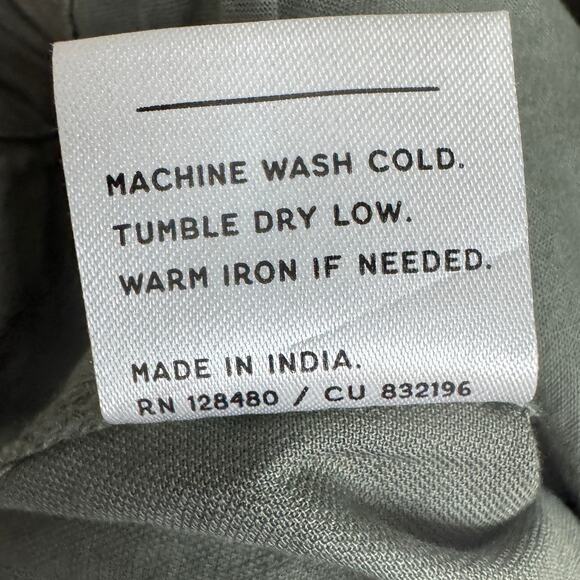 MACHINE WASH COLD.
TUMBLE DRY LOW.
WARM IRON IF NEEDED.
MADE IN INDIA.
RN 128480 / CU 832196